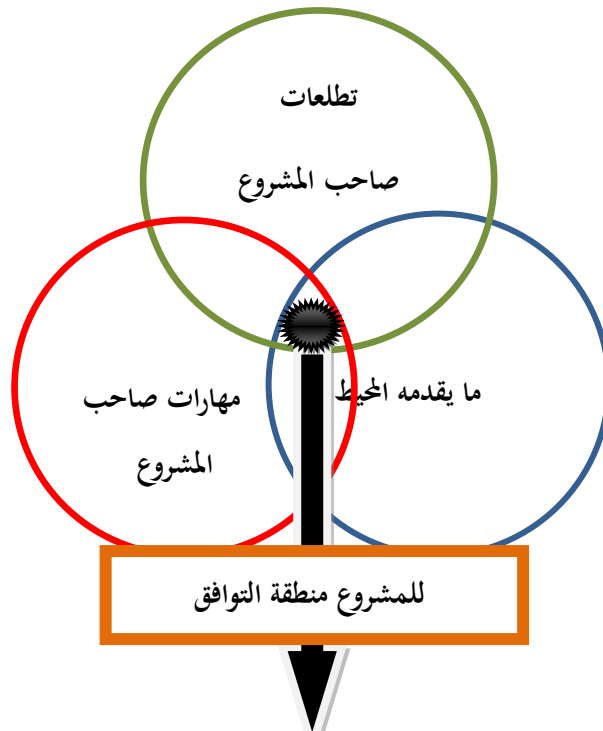 تطلعات
صاحب المشروع
ما يقدمه المحيط
مهارات صاحب
المشروع
للمشروع منطقة التوافق